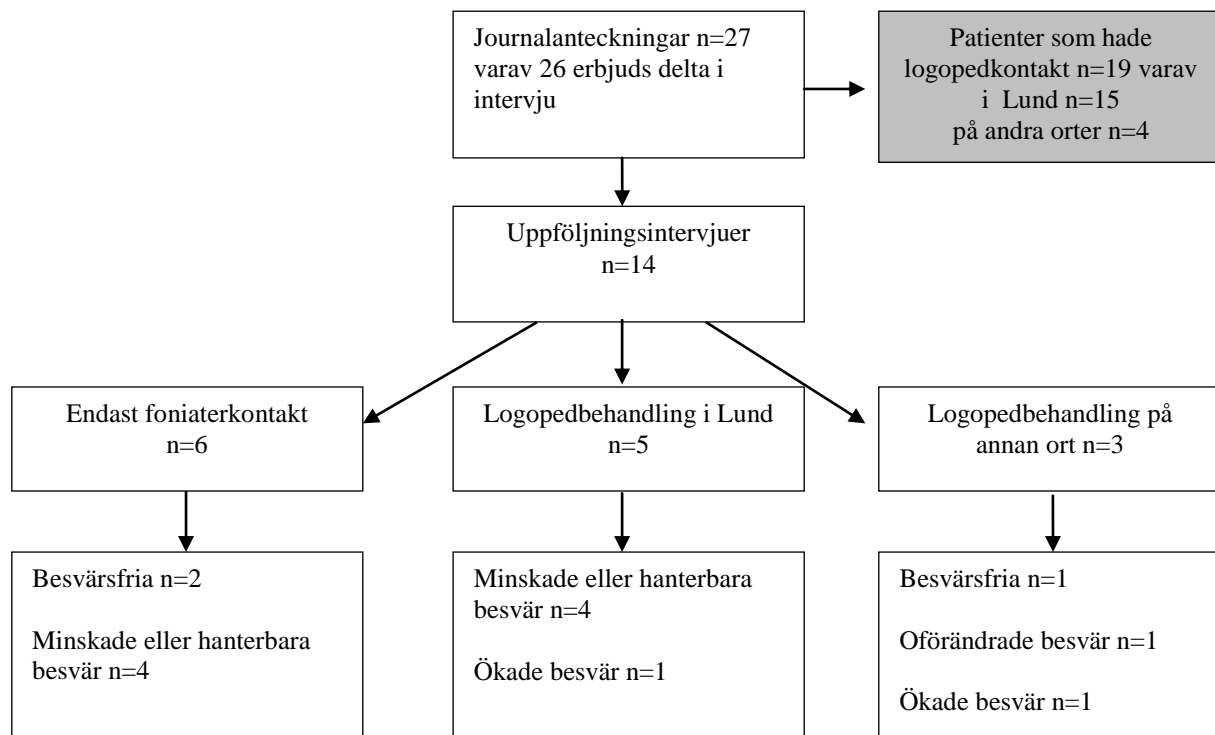 Journalanteckningar n=27
varav 26 erbjuds delta i
intervju
Patienter som hade
logopedkontakt n=19 varav
i Lund n=15
på andra orter n=4
Uppföljningsintervjuer
n=14
Endast foniaterkontakt
n=6
Logopedbehandling i Lund
n=5
Logopedbehandling på
annan ort n=3
Besvärsfria n=2
Minskade eller hanterbara
besvär n=4
Minskade eller hanterbara
besvär n=4
Ökade besvär n=1
Besvärsfria n=1
Oförändrade besvär n=1
Ökade besvär n=1